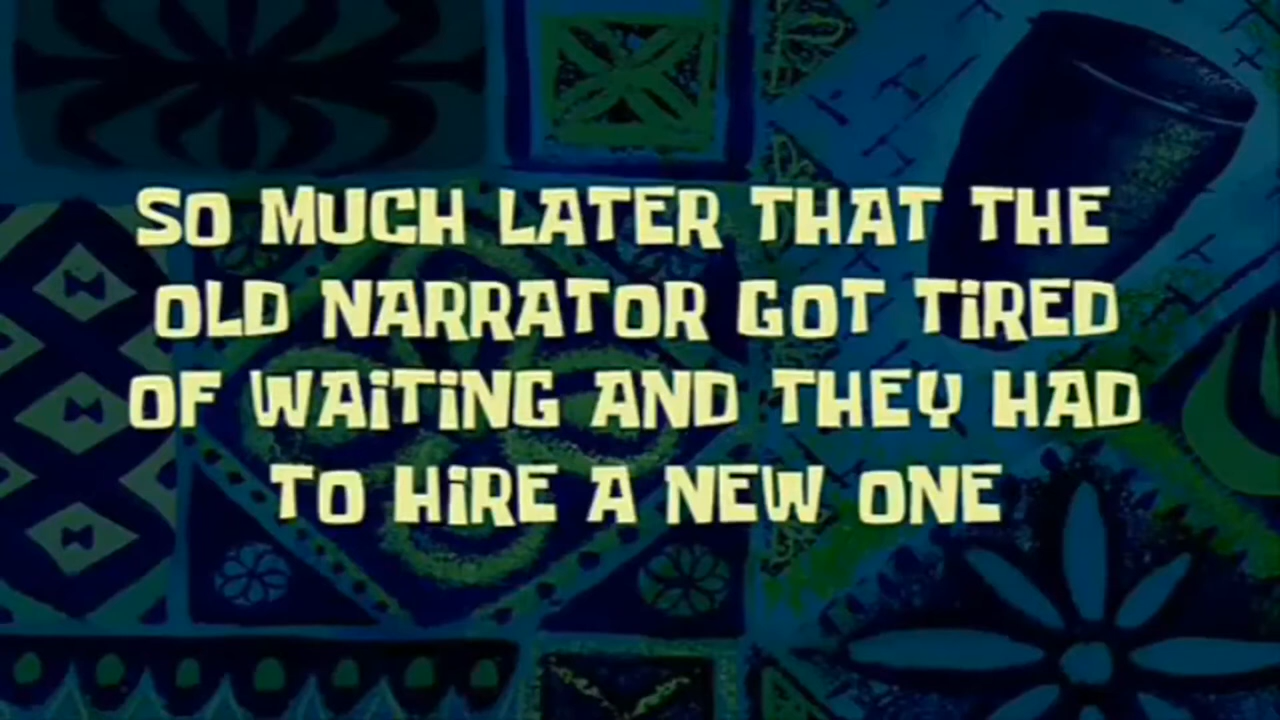 SO MUCH LATER THAT THE
OLD NARRATOR GOT TiRED
OF WAiTiNG AND THEY HAD
TO HiRE A NEW ONE